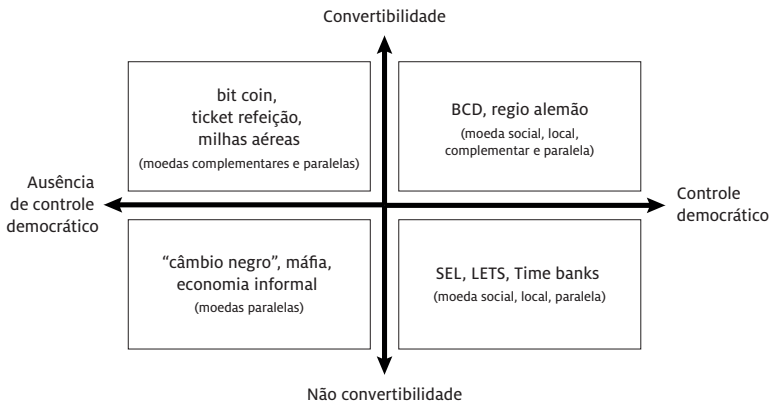 Convertibilidade
bit coin,
ticket refeição,
milhas aéreas
(moedas complementares e paralelas)
BCD, regio alemão
(moeda social, local,
complementar e paralela)
Ausência
de controle
democrático
Controle
democrático
“câmbio negro”, máfia,
economia informal
(moedas paralelas)
SEL, LETS, Time banks
(moeda social, local, paralela)
Não convertibilidade